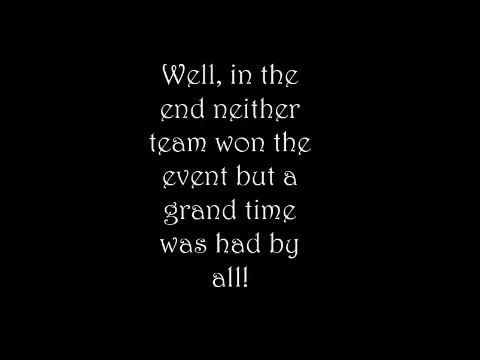 Well, in the
end neither
team won the
event but a
grand time
was had by
all!